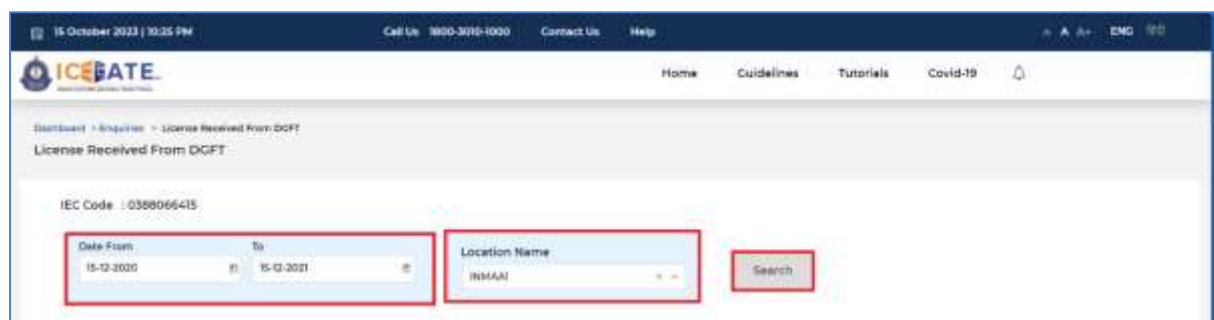 15 October 2023 | 10:25 PM Call Us 1800-3010-1000 Contact Us Help A A A+ ENG हिंदी
ICEGATE Home Guidelines Tutorials Covid-19
Dashboard > Enquiries > License Received From DGFT
License Received From DGFT
IEC Code : 0388066415
Date From To Location Name
15-12-2020 15-12-2021 INMAA1 Search